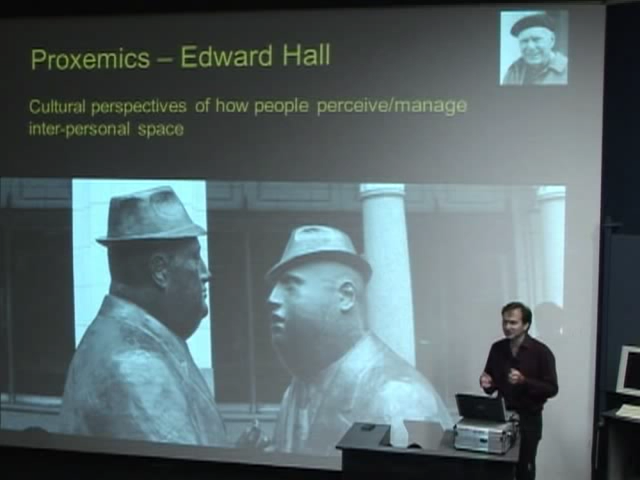 Proxemics – Edward Hall
Cultural perspectives of how people perceive/manage
inter-personal space